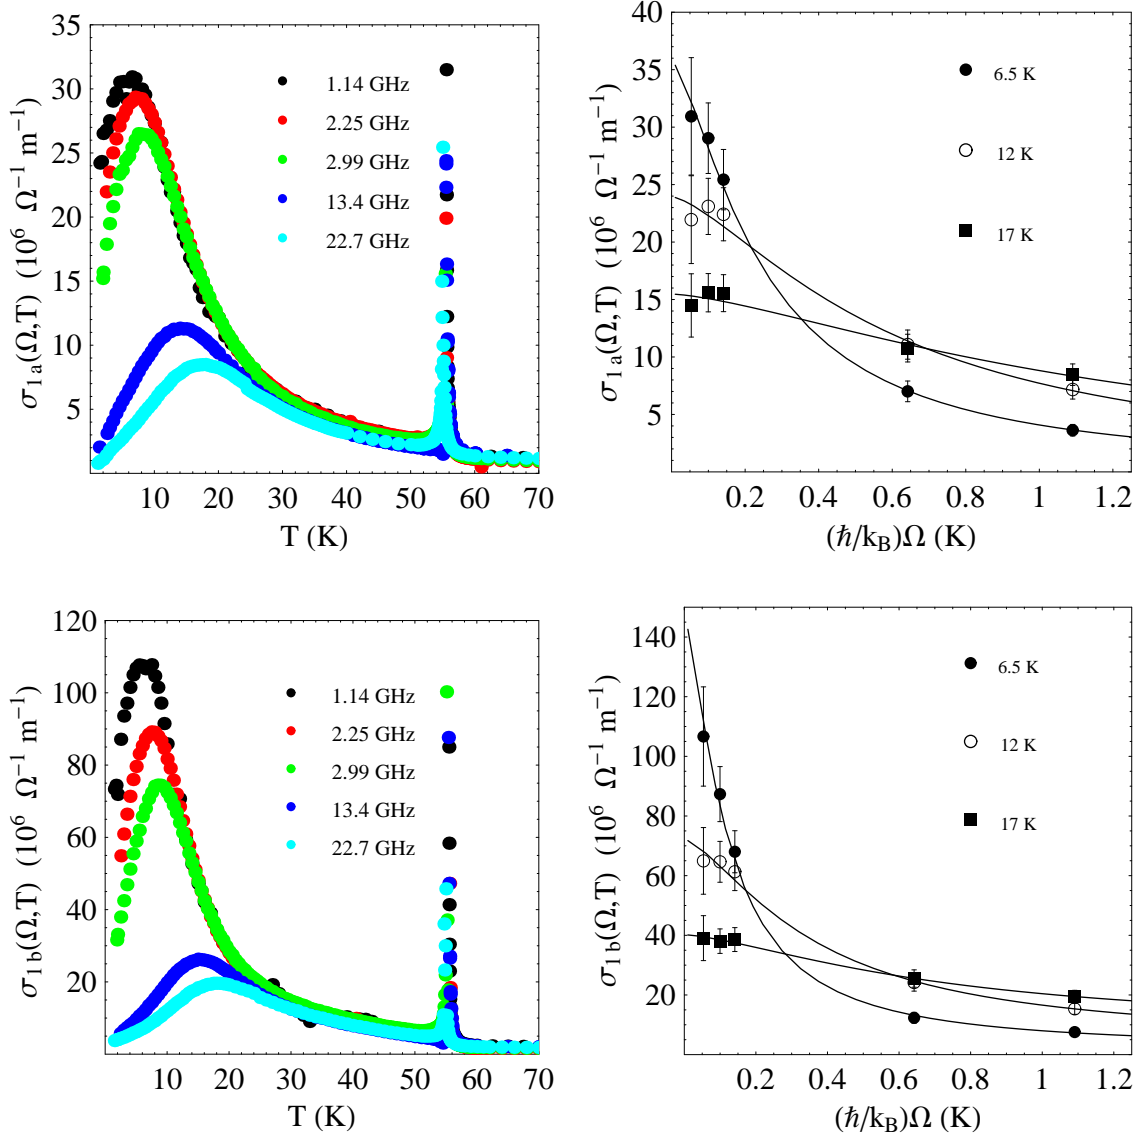 35
30
25
20
15
10
5
10 20 30 40 50 60 70
T (K)
σ1a(Ω,T) (10⁶ Ω⁻¹ m⁻¹)
1.14 GHz
2.25 GHz
2.99 GHz
13.4 GHz
22.7 GHz
40
35
30
25
20
15
10
5
0.2 0.4 0.6 0.8 1 1.2
(ℏ/kB)Ω (K)
σ1a(Ω,T) (10⁶ Ω⁻¹ m⁻¹)
6.5 K
12 K
17 K
120
100
80
60
40
20
10 20 30 40 50 60 70
T (K)
σ1b(Ω,T) (10⁶ Ω⁻¹ m⁻¹)
1.14 GHz
2.25 GHz
2.99 GHz
13.4 GHz
22.7 GHz
140
120
100
80
60
40
20
0.2 0.4 0.6 0.8 1 1.2
(ℏ/kB)Ω (K)
σ1b(Ω,T) (10⁶ Ω⁻¹ m⁻¹)
6.5 K
12 K
17 K